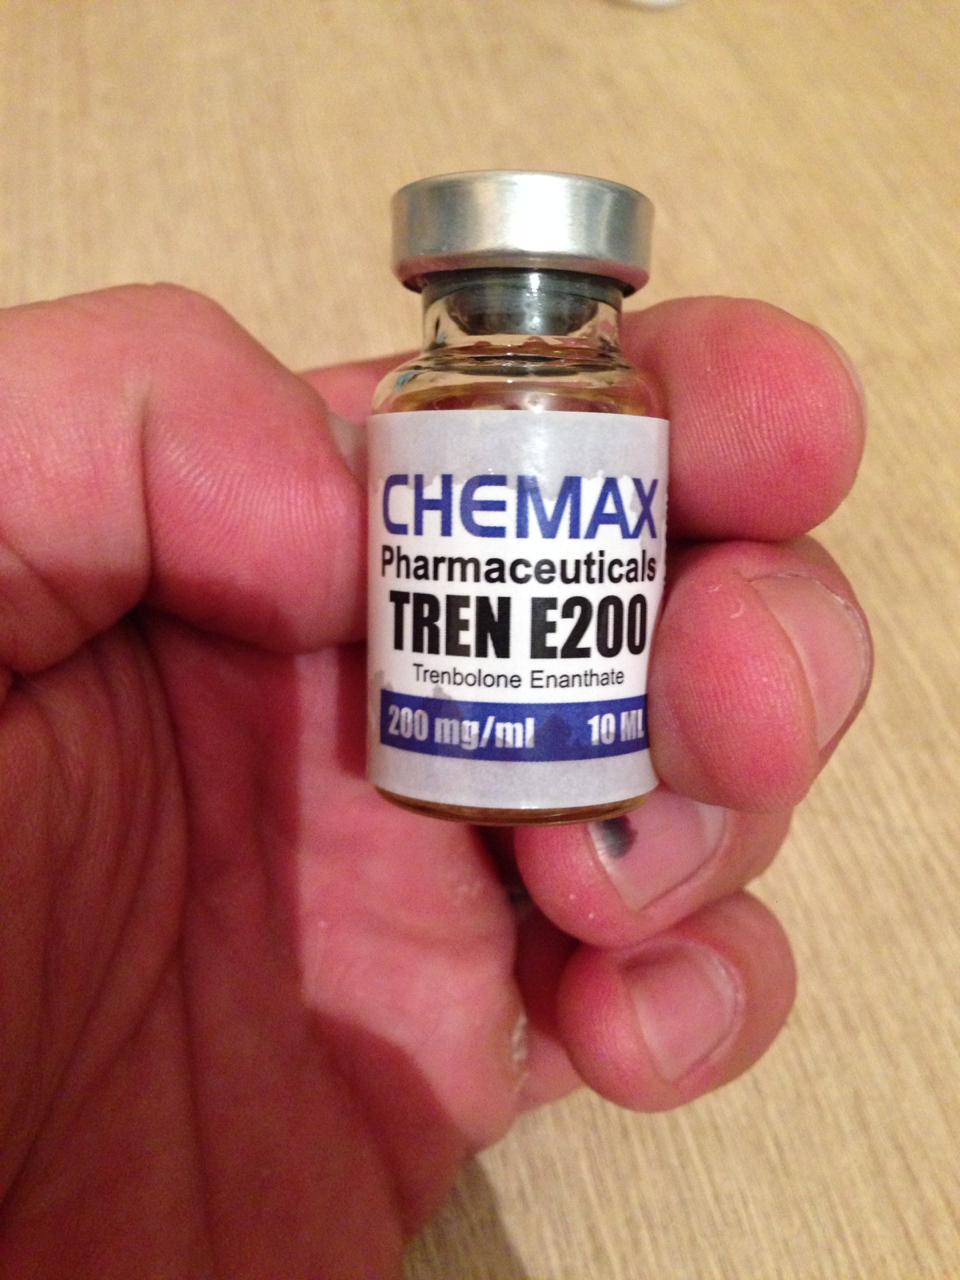 CHEMAX
Pharmaceuticals
TREN E200
Trenbolone Enanthate
200 mg/ml 10 ML